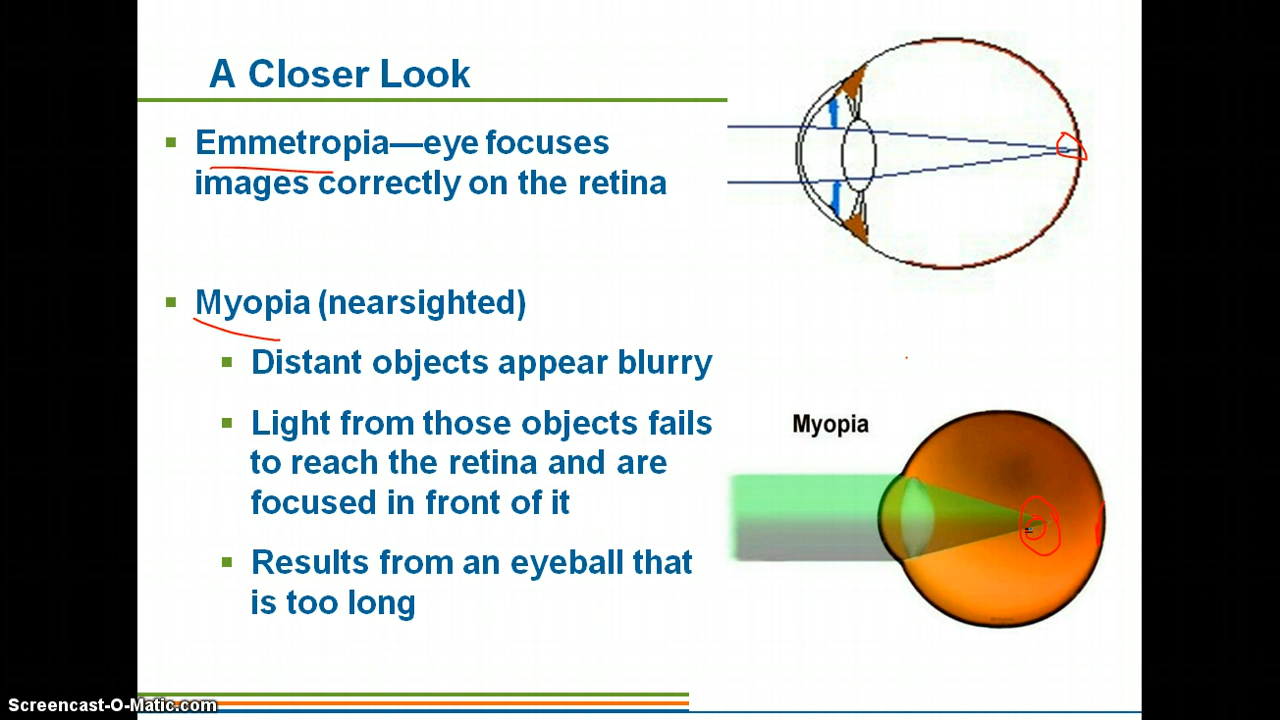 A Closer Look
▪ Emmetropia—eye focuses
images correctly on the retina
▪ Myopia (nearsighted)
▪ Distant objects appear blurry
▪ Light from those objects fails
to reach the retina and are
focused in front of it
▪ Results from an eyeball that
is too long
Myopia
Screencast-O-Matic.com